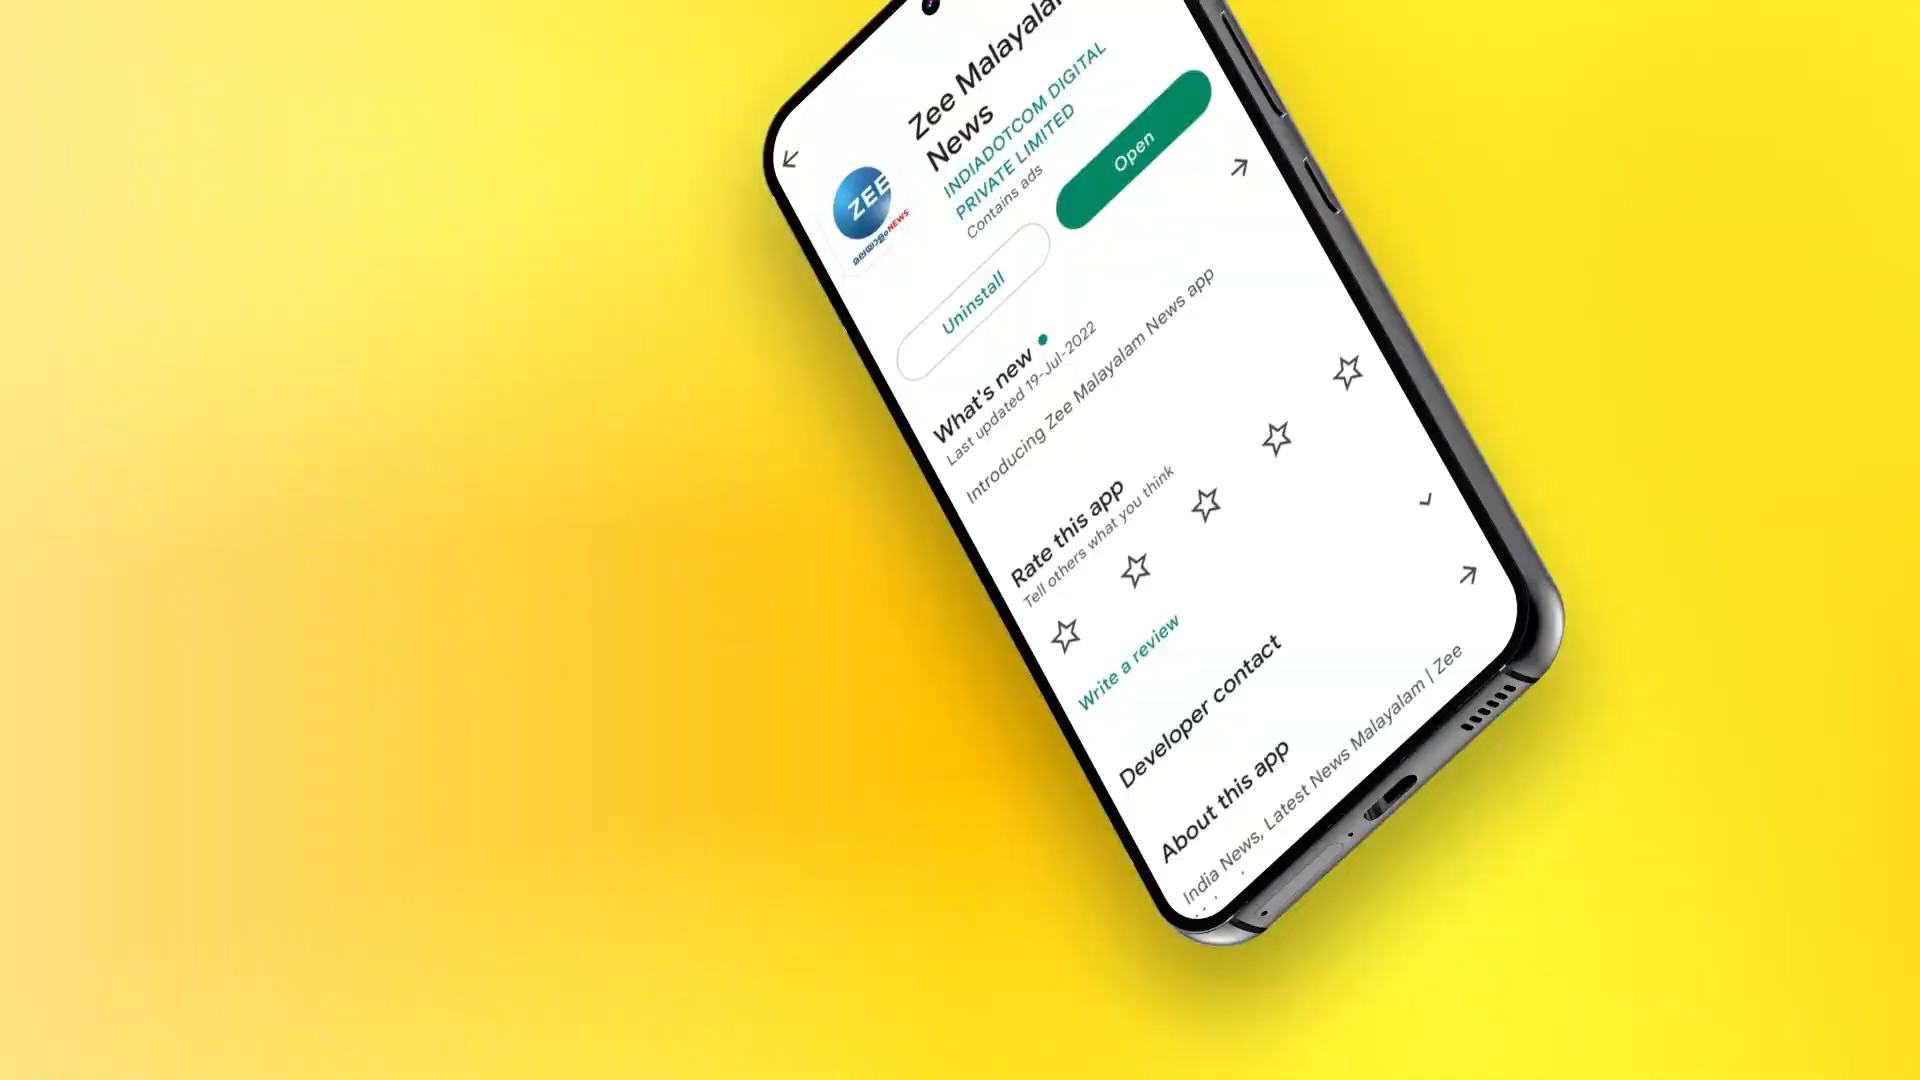 Zee Malayalam
News
INDIADOTCOM DIGITAL
PRIVATE LIMITED
Contains ads
ZEE
മലയാളം NEWS
Uninstall
Open
What's new
Last updated 19-Jul-2022
Introducing Zee Malayalam News app
Rate this app
Tell others what you think
Write a review
Developer contact
About this app
India News, Latest News Malayalam | Zee